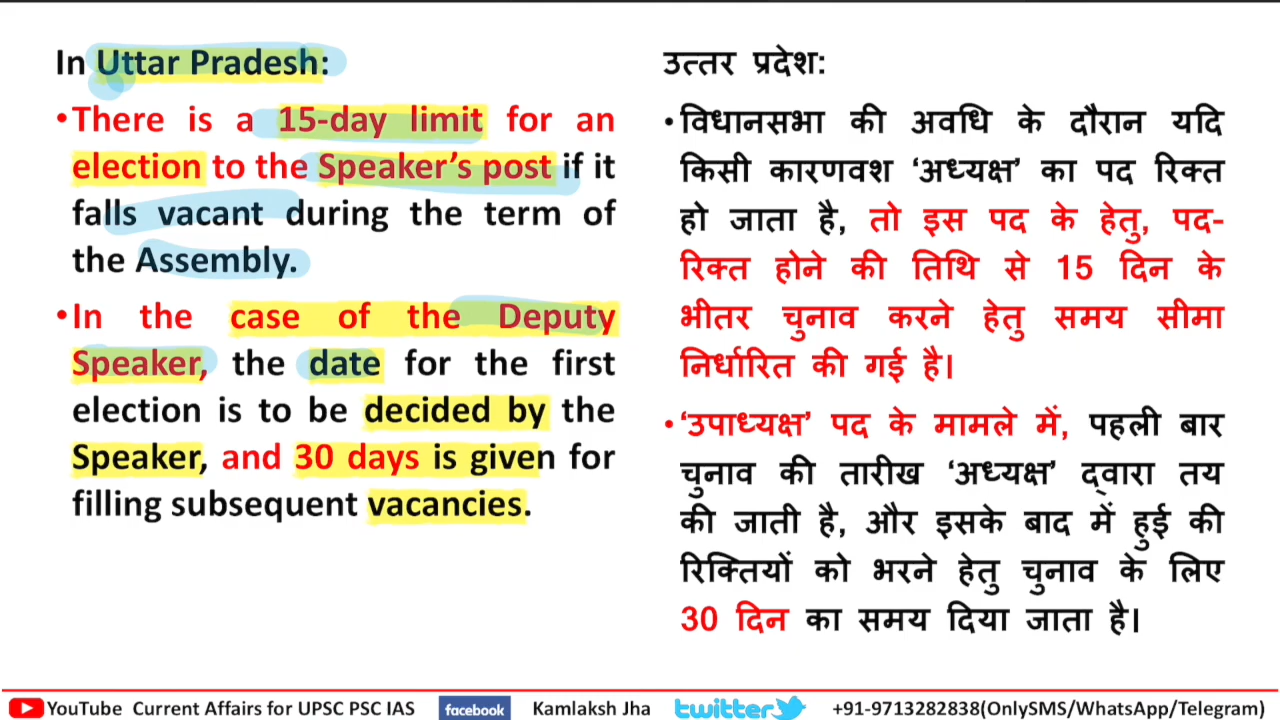 In Uttar Pradesh:
•There is a 15-day limit for an
election to the Speaker’s post if it
falls vacant during the term of
the Assembly.
•In the case of the Deputy
Speaker, the date for the first
election is to be decided by the
Speaker, and 30 days is given for
filling subsequent vacancies.
उत्तर प्रदेश:
•विधानसभा की अवधि के दौरान यदि
किसी कारणवश ‘अध्यक्ष’ का पद रिक्त
हो जाता है, तो इस पद के हेतु, पद-
रिक्त होने की तिथि से 15 दिन के
भीतर चुनाव करने हेतु समय सीमा
निर्धारित की गई है।
•‘उपाध्यक्ष’ पद के मामले में, पहली बार
चुनाव की तारीख ‘अध्यक्ष’ द्वारा तय
की जाती है, और इसके बाद में हुई की
रिक्तियों को भरने हेतु चुनाव के लिए
30 दिन का समय दिया जाता है।
YouTube Current Affairs for UPSC PSC IAS facebook Kamlaksh Jha twitter +91-9713282838(OnlySMS/WhatsApp/Telegram)